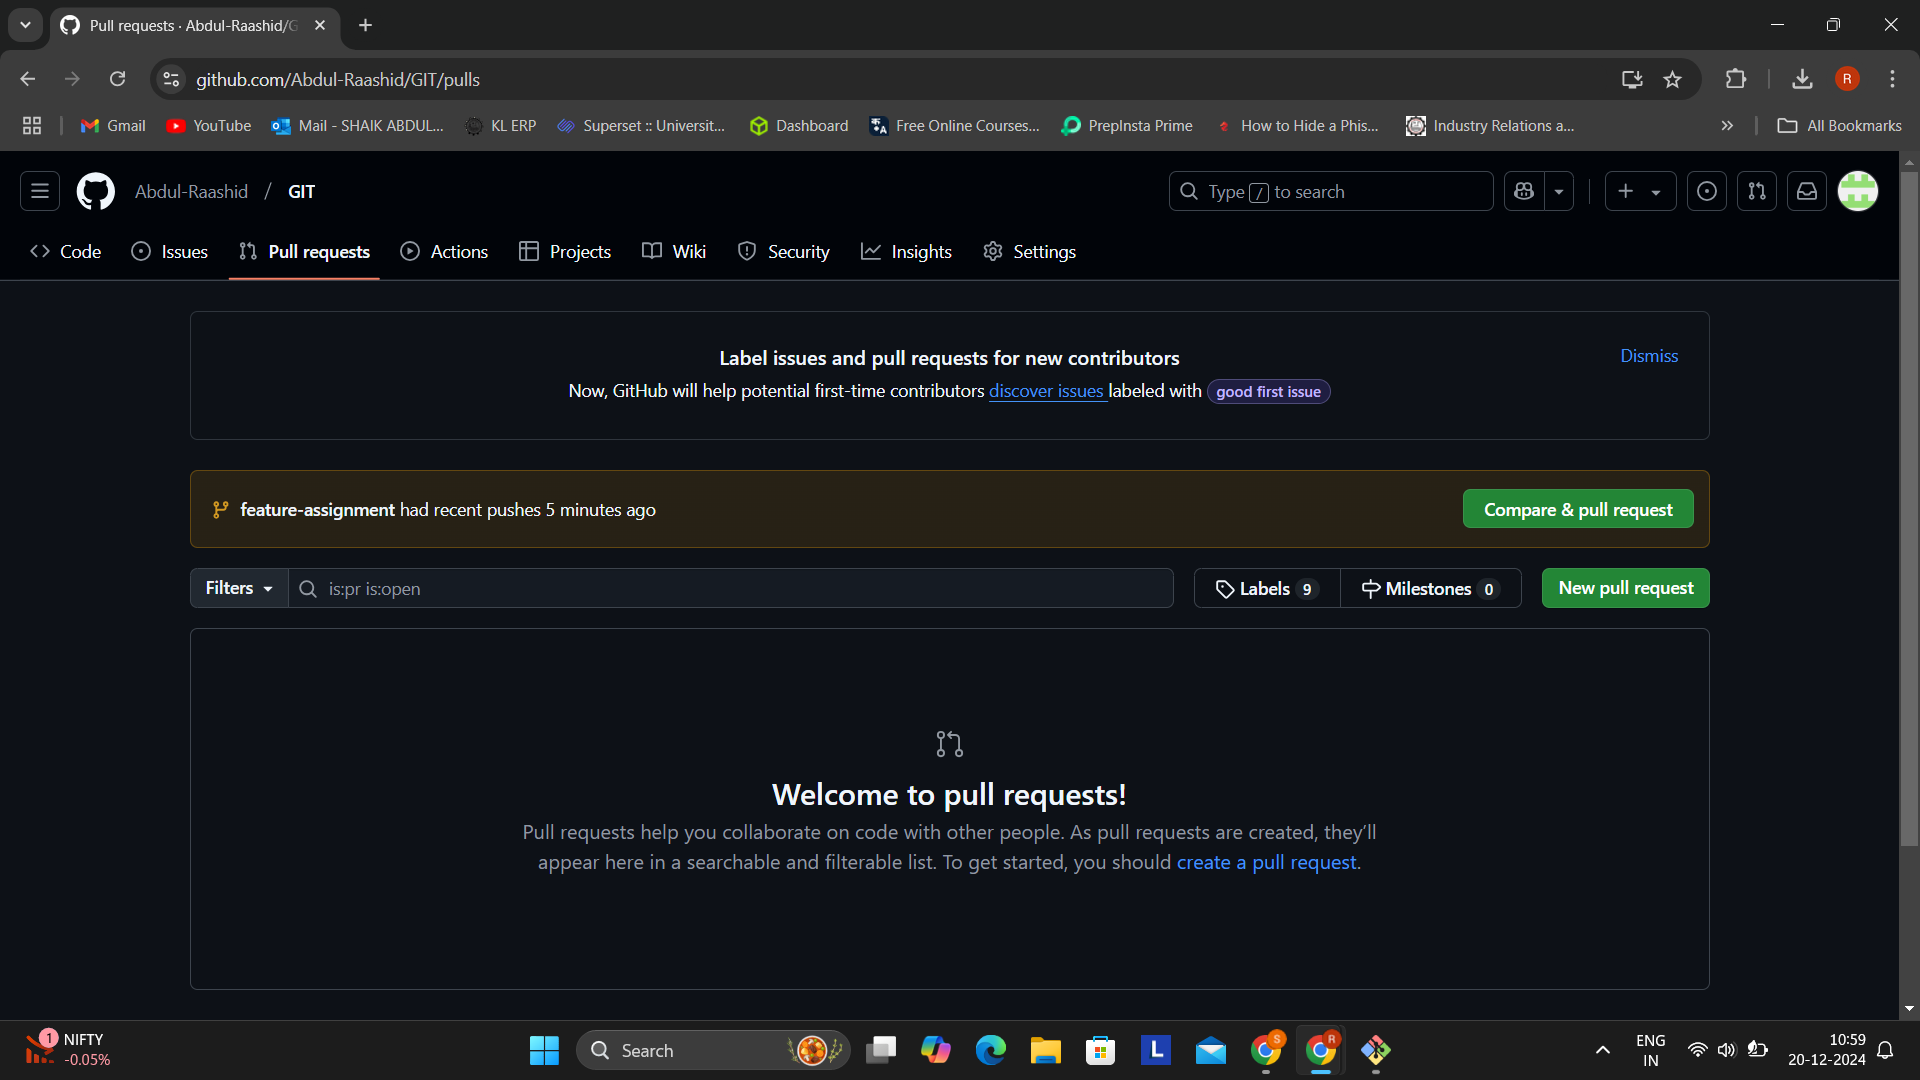 Pull requests · Abdul-Raashid/G
github.com/Abdul-Raashid/GIT/pulls
R
Gmail
YouTube
Mail - SHAIK ABDUL...
KL ERP
Superset :: Universit...
Dashboard
Free Online Courses...
PrepInsta Prime
How to Hide a Phis...
Industry Relations a...
All Bookmarks
Abdul-Raashid / GIT
Type / to search
Code
Issues
Pull requests
Actions
Projects
Wiki
Security
Insights
Settings
Label issues and pull requests for new contributors
Dismiss
Now, GitHub will help potential first-time contributors discover issues labeled with good first issue
feature-assignment had recent pushes 5 minutes ago
Compare & pull request
Filters
is:pr is:open
Labels 9
Milestones 0
New pull request
Welcome to pull requests!
Pull requests help you collaborate on code with other people. As pull requests are created, they’ll
appear here in a searchable and filterable list. To get started, you should create a pull request.
1
NIFTY
-0.05%
Search
L
S
R
ENG
IN
10:59
20-12-2024